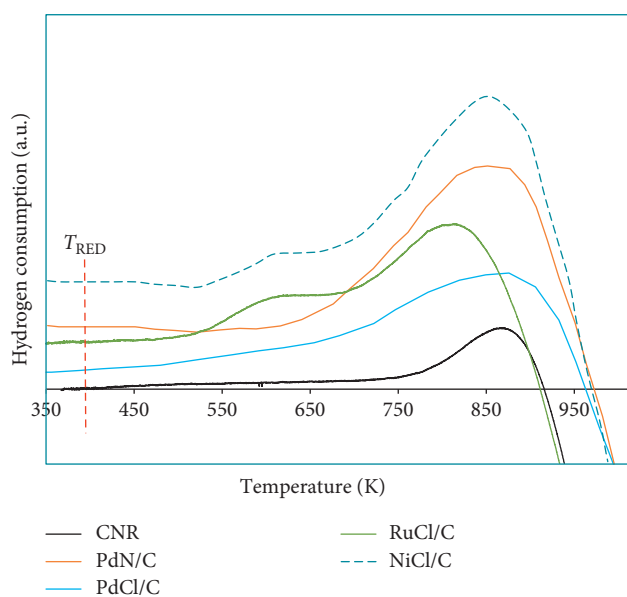 Hydrogen consumption (a.u.)
T_RED
350 450 550 650 750 850 950
Temperature (K)
CNR
PdN/C
PdCl/C
RuCl/C
NiCl/C